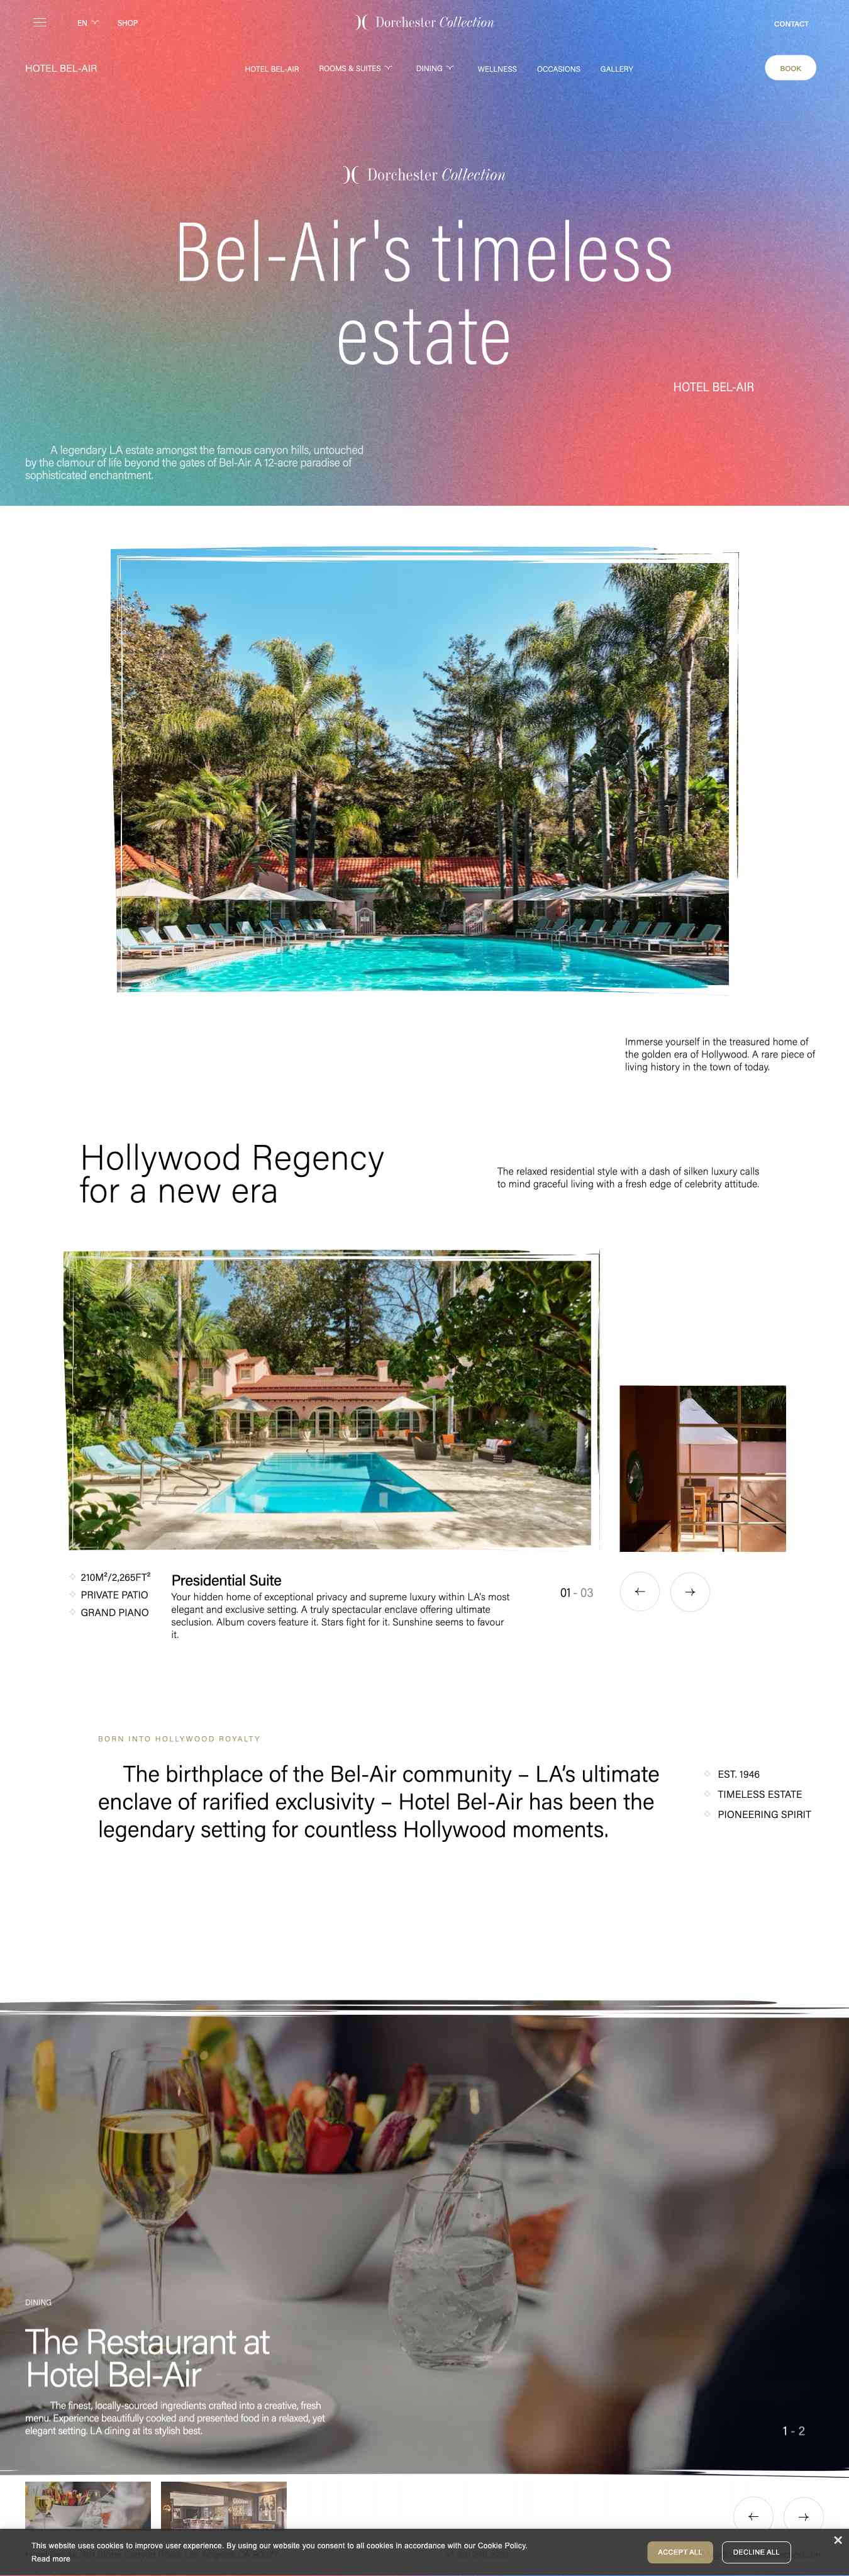 EN
SHOP
Dorchester Collection
CONTACT
HOTEL BEL-AIR
HOTEL BEL-AIR
ROOMS & SUITES
DINING
WELLNESS
OCCASIONS
GALLERY
BOOK
Dorchester Collection
Bel-Air's timeless
estate
HOTEL BEL-AIR
A legendary LA estate amongst the famous canyon hills, untouched
by the clamour of life beyond the gates of Bel-Air. A 12-acre paradise of
sophisticated enchantment.
Immerse yourself in the treasured home of
the golden era of Hollywood. A rare piece of
living history in the town of today.
Hollywood Regency
for a new era
The relaxed residential style with a dash of silken luxury calls
to mind graceful living with a fresh edge of celebrity attitude.
210M²/2,265FT²
PRIVATE PATIO
GRAND PIANO
Presidential Suite
Your hidden home of exceptional privacy and supreme luxury within LA's most
elegant and exclusive setting. A truly spectacular enclave offering ultimate
seclusion. Album covers feature it. Stars fight for it. Sunshine seems to favour
it.
01 - 03
BORN INTO HOLLYWOOD ROYALTY
The birthplace of the Bel-Air community – LA's ultimate
enclave of rarified exclusivity – Hotel Bel-Air has been the
legendary setting for countless Hollywood moments.
EST. 1946
TIMELESS ESTATE
PIONEERING SPIRIT
DINING
The Restaurant at
Hotel Bel-Air
The finest, locally-sourced ingredients crafted into a creative, fresh
menu. Experience beautifully cooked and presented food in a relaxed, yet
elegant setting. LA dining at its stylish best.
1 - 2
This website uses cookies to improve user experience. By using our website you consent to all cookies in accordance with our Cookie Policy.
Read more
ACCEPT ALL
DECLINE ALL